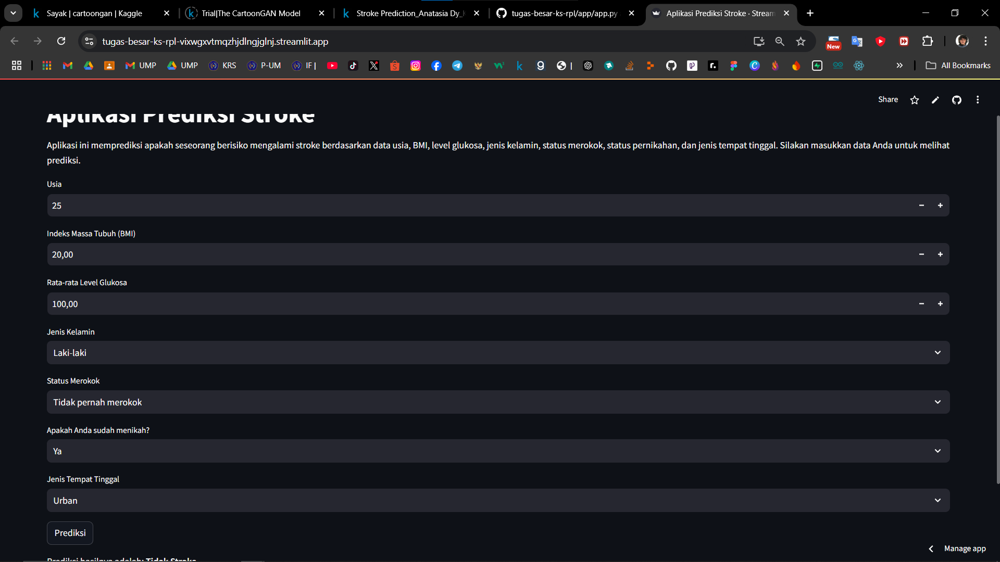 Sayak | cartoongan | Kaggle
Trial|The CartoonGAN Model
Stroke Prediction_Anatasia Dy_
tugas-besar-ks-rpl/app/app.py
Aplikasi Prediksi Stroke · Stream
tugas-besar-ks-rpl-vixwgxvtmqzhjdlngjglnj.streamlit.app
New
UMP
UMP
KRS
P-UM
IF |
|
All Bookmarks
Share
Aplikasi Prediksi Stroke
Aplikasi ini memprediksi apakah seseorang berisiko mengalami stroke berdasarkan data usia, BMI, level glukosa, jenis kelamin, status merokok, status pernikahan, dan jenis tempat tinggal. Silakan masukkan data Anda untuk melihat
prediksi.
Usia
25
Indeks Massa Tubuh (BMI)
20,00
Rata-rata Level Glukosa
100,00
Jenis Kelamin
Laki-laki
Status Merokok
Tidak pernah merokok
Apakah Anda sudah menikah?
Ya
Jenis Tempat Tinggal
Urban
Prediksi
Prediksi hasilnya adalah: Tidak Stroke
Manage app